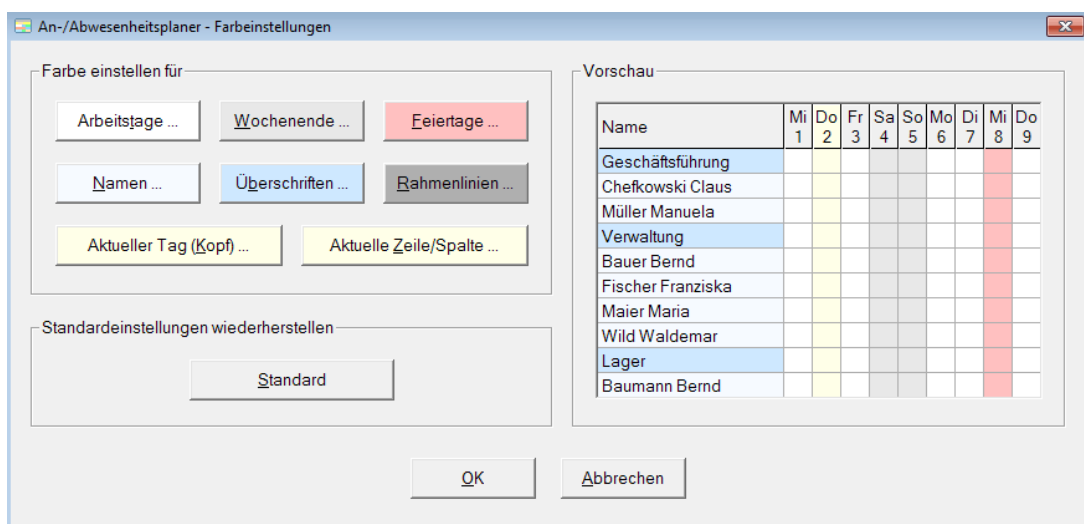 An-/Abwesenheitsplaner - Farbeinstellungen
Farbe einstellen für
Arbeitstage ... Wochenende ... Feiertage ...
Namen ... Überschriften ... Rahmenlinien ...
Aktueller Tag (Kopf) ... Aktuelle Zeile/Spalte ...
Standardeinstellungen wiederherstellen
Standard
Vorschau
Name Mi Do Fr Sa So Mo Di Mi Do
1 2 3 4 5 6 7 8 9
Geschäftsführung
Chefkowski Claus
Müller Manuela
Verwaltung
Bauer Bernd
Fischer Franziska
Maier Maria
Wild Waldemar
Lager
Baumann Bernd
OK Abbrechen